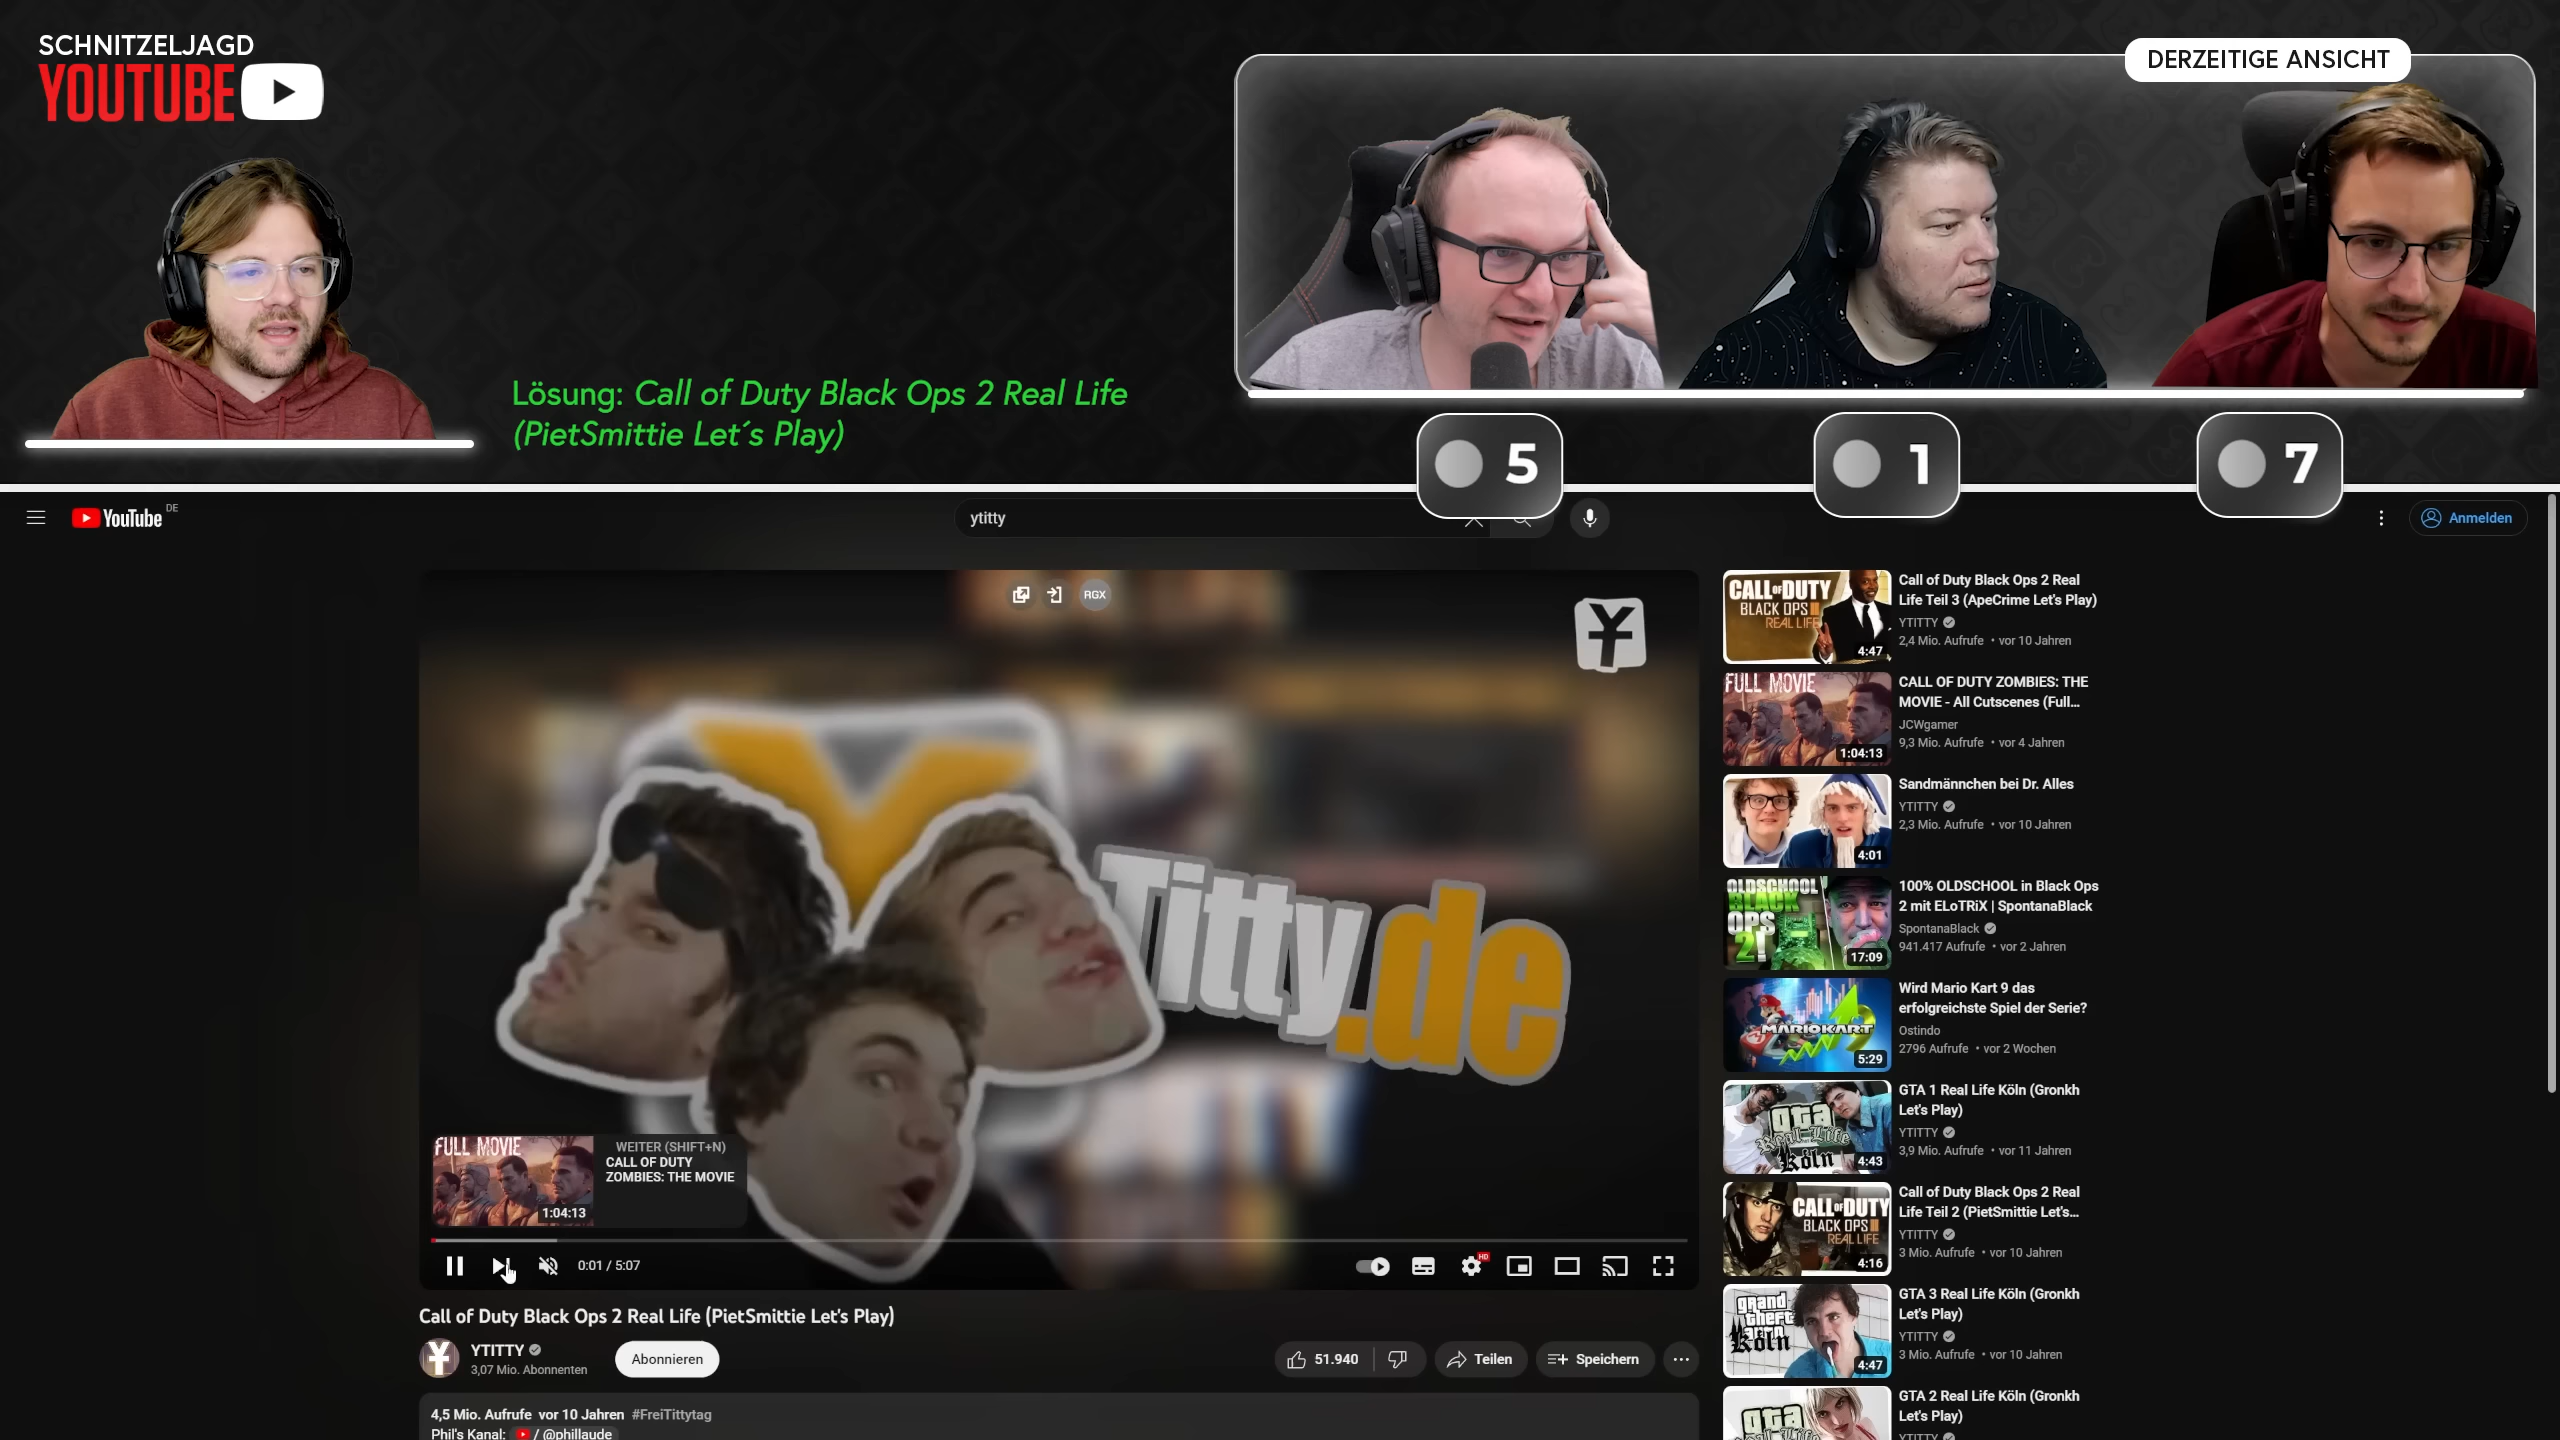 SCHNITZELJAGD
YOUTUBE
DERZEITIGE ANSICHT
Lösung: Call of Duty Black Ops 2 Real Life
(PietSmittie Let´s Play)
5
1
7
YouTube DE
ytitty
Anmelden
RGX
Titty.de
FULL MOVIE
1:04:13
WEITER (SHIFT+N)
CALL OF DUTY
ZOMBIES: THE MOVIE
0:01 / 5:07
HD
Call of Duty Black Ops 2 Real Life (PietSmittie Let's Play)
YTITTY
3,07 Mio. Abonnenten
Abonnieren
51.940
Teilen
Speichern
4,5 Mio. Aufrufe vor 10 Jahren #FreiTittytag
Phil's Kanal: / @phillaude
CALL OF DUTY
BLACK OPS II
REAL LIFE
4:47
Call of Duty Black Ops 2 Real
Life Teil 3 (ApeCrime Let's Play)
YTITTY
2,4 Mio. Aufrufe • vor 10 Jahren
FULL MOVIE
1:04:13
CALL OF DUTY ZOMBIES: THE
MOVIE - All Cutscenes (Full...
JCWgamer
9,3 Mio. Aufrufe • vor 4 Jahren
4:01
Sandmännchen bei Dr. Alles
YTITTY
2,3 Mio. Aufrufe • vor 10 Jahren
OLDSCHOOL
BLACK
OPS
2!
17:09
100% OLDSCHOOL in Black Ops
2 mit ELoTRiX | SpontanaBlack
SpontanaBlack
941.417 Aufrufe • vor 2 Jahren
MARIOKART
5:29
Wird Mario Kart 9 das
erfolgreichste Spiel der Serie?
Ostindo
2796 Aufrufe • vor 2 Wochen
gta
Real Life
Köln
4:43
GTA 1 Real Life Köln (Gronkh
Let's Play)
YTITTY
3,9 Mio. Aufrufe • vor 11 Jahren
CALL OF DUTY
BLACK OPS II
REAL LIFE
4:16
Call of Duty Black Ops 2 Real
Life Teil 2 (PietSmittie Let's...
YTITTY
3 Mio. Aufrufe • vor 10 Jahren
grand
theft
Köln
4:47
GTA 3 Real Life Köln (Gronkh
Let's Play)
YTITTY
3 Mio. Aufrufe • vor 10 Jahren
gta
GTA 2 Real Life Köln (Gronkh
Let's Play)
YTITTY